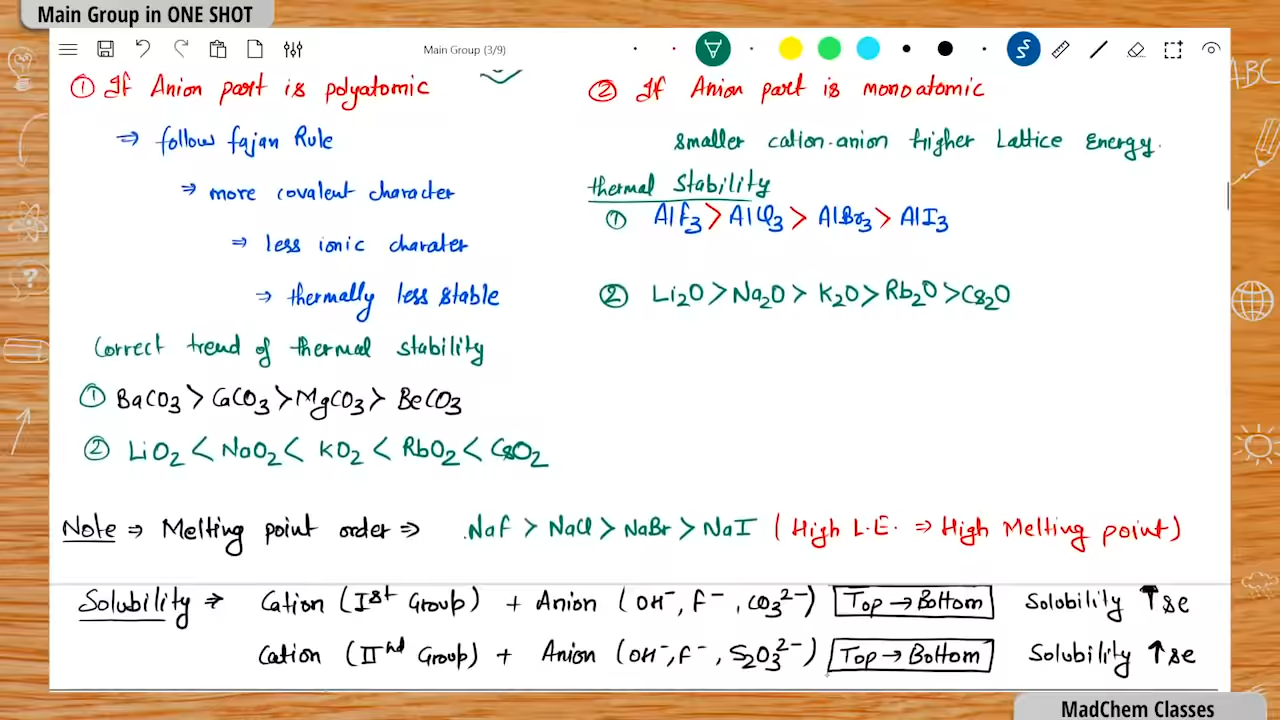 Main Group in ONE SHOT
Main Group (3/9)
① If Anion part is polyatomic
⇒ follow fajan Rule
⇒ more covalent character
⇒ less ionic charater
⇒ thermally less stable
Correct trend of thermal stability
① BaCO3 > CaCO3 > MgCO3 > BeCO3
② LiO2 < NaO2 < KO2 < RbO2 < CsO2
② If Anion part is monoatomic
smaller cation-anion higher Lattice Energy.
thermal Stability
① AlF3 > AlCl3 > AlBr3 > AlI3
② Li2O > Na2O > K2O > Rb2O > Cs2O
Note ⇒ Melting point order ⇒ NaF > NaCl > NaBr > NaI (High L.E. ⇒ High Melting point)
Solubility ⇒ Cation (Ist Group) + Anion (OH⁻, F⁻, CO3²⁻) Top → Bottom Solobility ↑se
Cation (IInd Group) + Anion (OH⁻, F⁻, S2O3²⁻) Top → Bottom Solubility ↑se
ABC
?
MadChem Classes